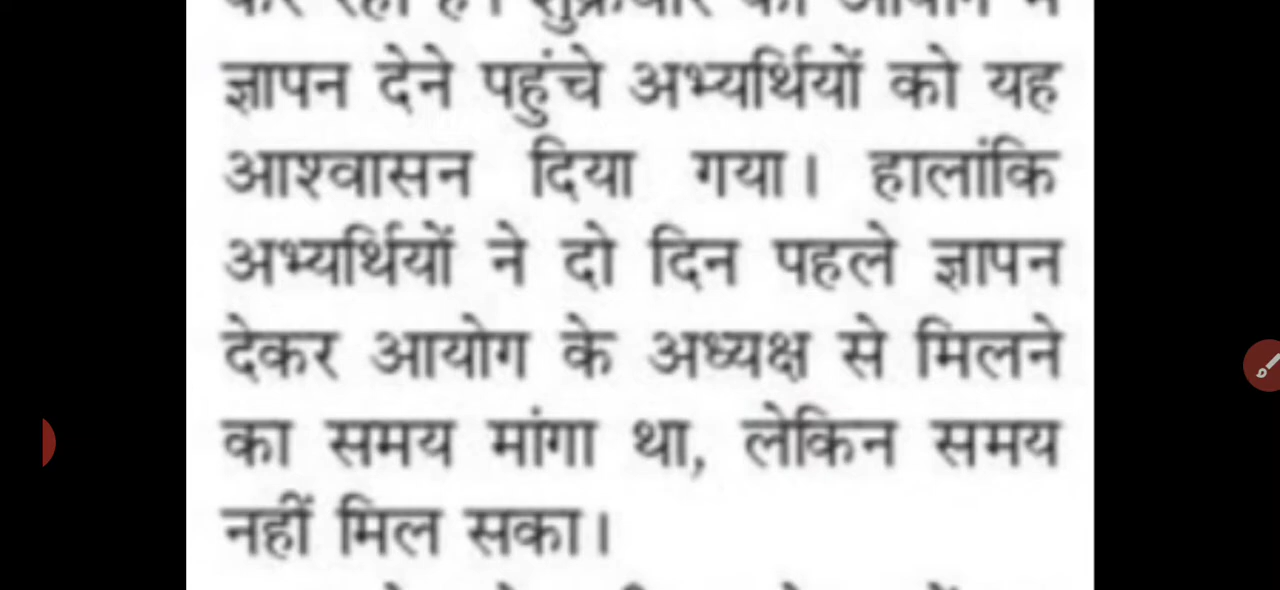 ज्ञापन देने पहुंचे अभ्यर्थियों को यह
आश्वासन दिया गया। हालांकि
अभ्यर्थियों ने दो दिन पहले ज्ञापन
देकर आयोग के अध्यक्ष से मिलने
का समय मांगा था, लेकिन समय
नहीं मिल सका।